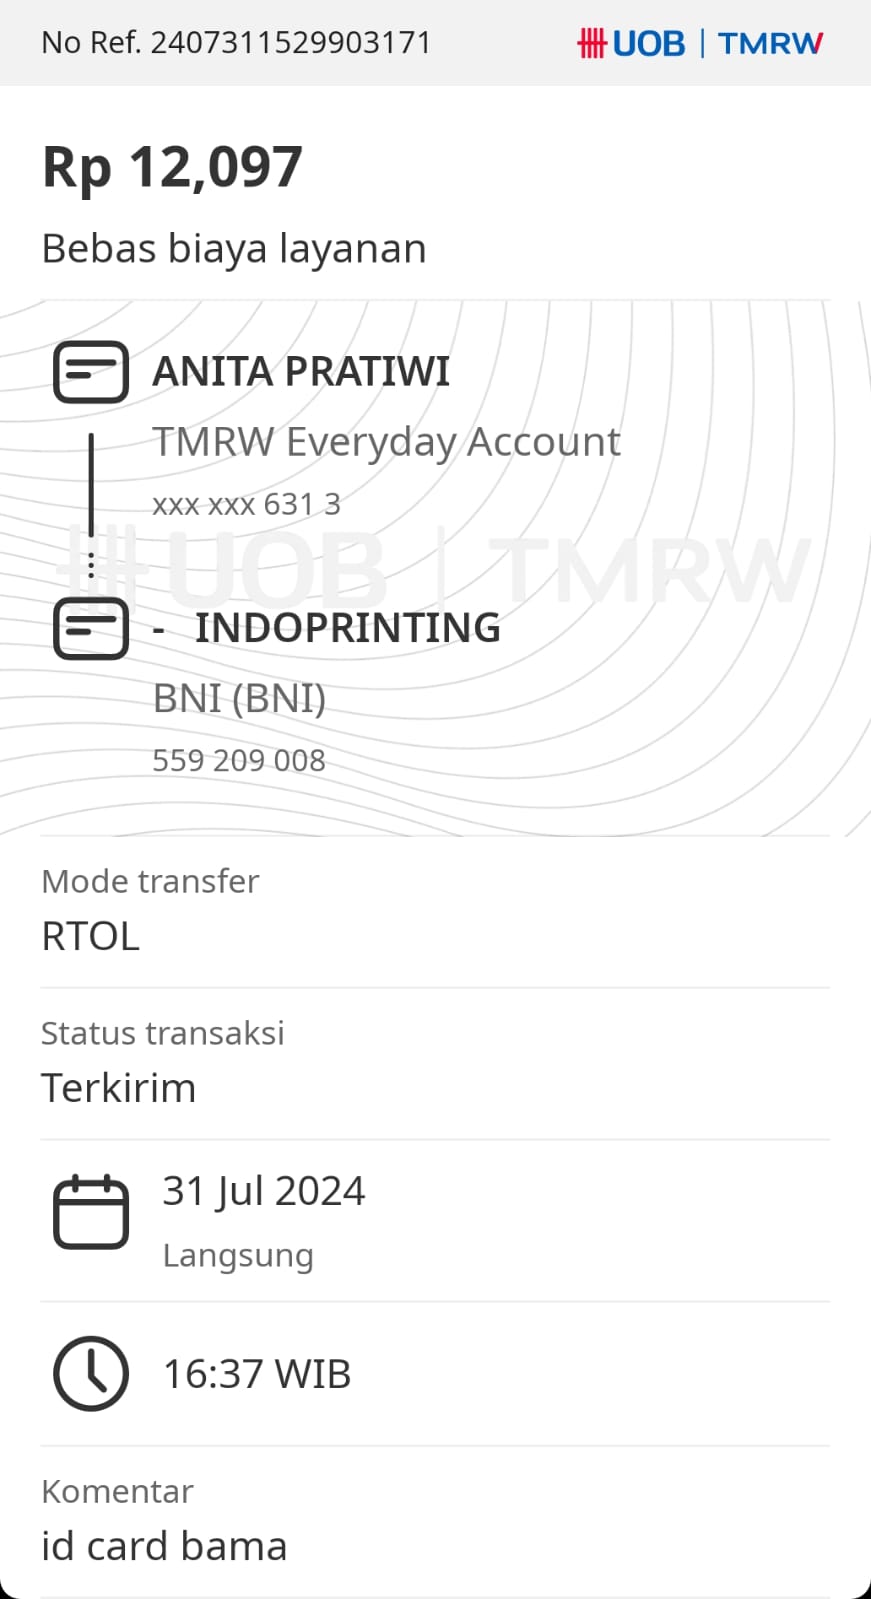 No Ref. 2407311529903171
UOB | TMRW
Rp 12,097
Bebas biaya layanan
ANITA PRATIWI
TMRW Everyday Account
xxx xxx 631 3
UOB | TMRW
- INDOPRINTING
BNI (BNI)
559 209 008
Mode transfer
RTOL
Status transaksi
Terkirim
31 Jul 2024
Langsung
16:37 WIB
Komentar
id card bama